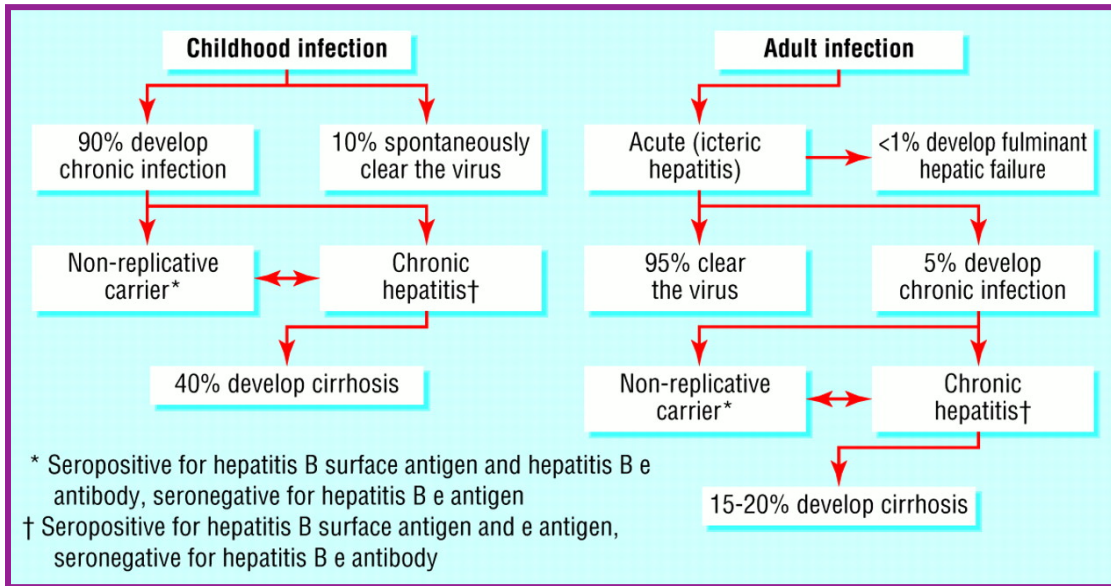 Childhood infection
90% develop
chronic infection
10% spontaneously
clear the virus
Non-replicative
carrier*
Chronic
hepatitis†
40% develop cirrhosis
Adult infection
Acute (icteric
hepatitis)
<1% develop fulminant
hepatic failure
95% clear
the virus
5% develop
chronic infection
Non-replicative
carrier*
Chronic
hepatitis†
15-20% develop cirrhosis
* Seropositive for hepatitis B surface antigen and hepatitis B e
antibody, seronegative for hepatitis B e antigen
† Seropositive for hepatitis B surface antigen and e antigen,
seronegative for hepatitis B e antibody